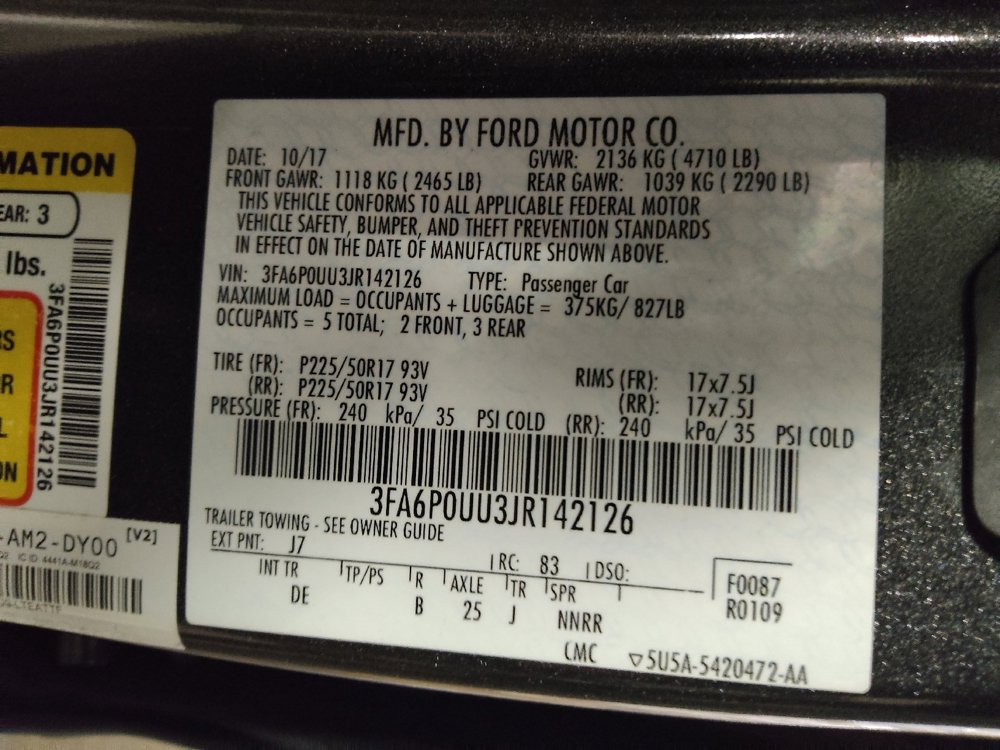 MATION
EAR: 3
lbs.
3FA6P0UU3JR142126
RS
R
L
ON
-AM2-DY00 [V2]
IC ID: 4441A-M18Q2
MFD. BY FORD MOTOR CO.
DATE: 10/17 GVWR: 2136 KG ( 4710 LB)
FRONT GAWR: 1118 KG ( 2465 LB) REAR GAWR: 1039 KG ( 2290 LB)
THIS VEHICLE CONFORMS TO ALL APPLICABLE FEDERAL MOTOR
VEHICLE SAFETY, BUMPER, AND THEFT PREVENTION STANDARDS
IN EFFECT ON THE DATE OF MANUFACTURE SHOWN ABOVE.
VIN: 3FA6P0UU3JR142126 TYPE: Passenger Car
MAXIMUM LOAD = OCCUPANTS + LUGGAGE = 375KG/ 827LB
OCCUPANTS = 5 TOTAL; 2 FRONT, 3 REAR
TIRE (FR): P225/50R17 93V RIMS (FR): 17x7.5J
(RR): P225/50R17 93V (RR): 17x7.5J
PRESSURE (FR): 240 kPa/ 35 PSI COLD (RR): 240 kPa/ 35 PSI COLD
3FA6P0UU3JR142126
TRAILER TOWING - SEE OWNER GUIDE
EXT PNT: J7 RC: 83 DSO: F0087
INT TR TP/PS R AXLE TR SPR R0109
DE B 25 J NNRR
CMC ▽5U5A-5420472-AA